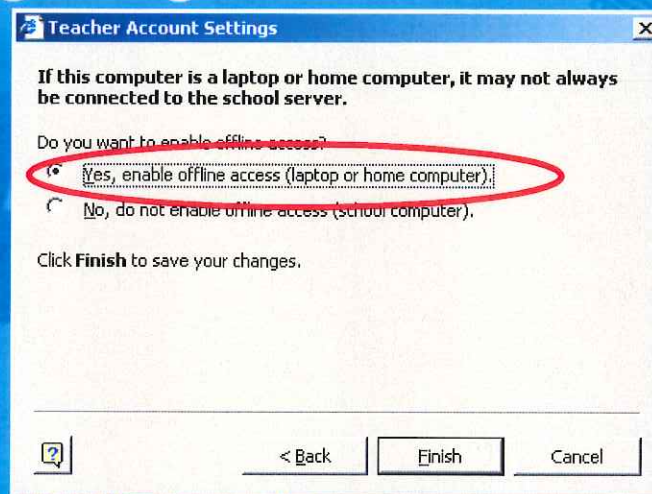 Teacher Account Settings
If this computer is a laptop or home computer, it may not always
be connected to the school server.
Do you want to enable offline access?
Yes, enable offline access (laptop or home computer).
No, do not enable offline access (school computer).
Click Finish to save your changes.
< Back
Finish
Cancel